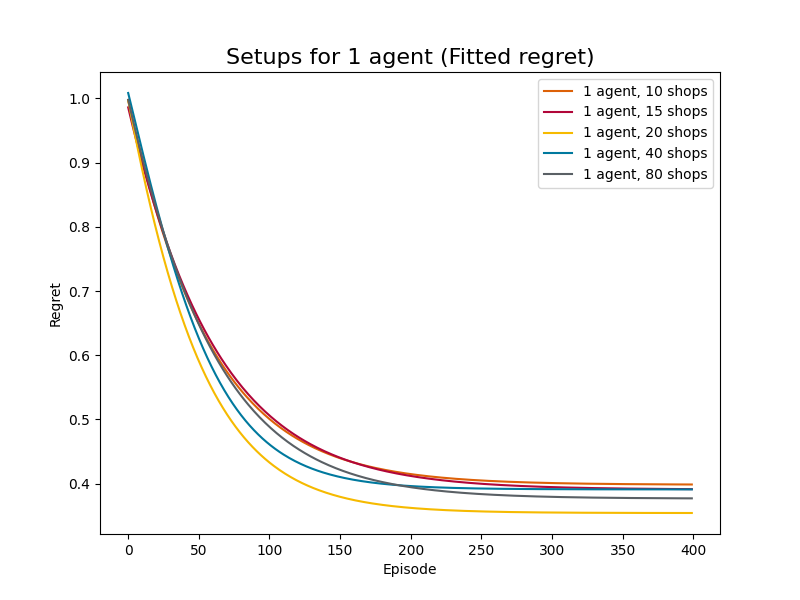 Setups for 1 agent (Fitted regret)
1.0
0.9
0.8
0.7
0.6
0.5
0.4
Regret
1 agent, 10 shops
1 agent, 15 shops
1 agent, 20 shops
1 agent, 40 shops
1 agent, 80 shops
0 50 100 150 200 250 300 350 400
Episode